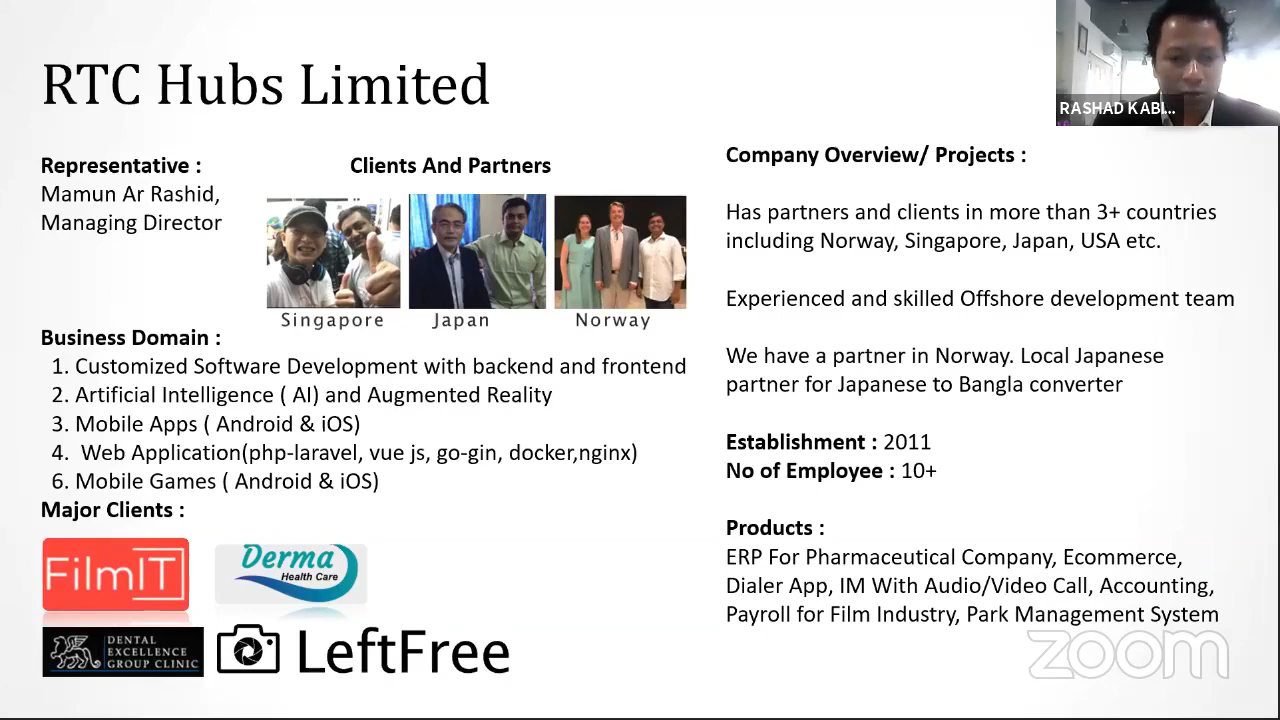 RTC Hubs Limited
RASHAD KABI...
Representative :
Mamun Ar Rashid,
Managing Director
Clients And Partners
Singapore
Japan
Norway
Business Domain :
1. Customized Software Development with backend and frontend
2. Artificial Intelligence ( AI) and Augmented Reality
3. Mobile Apps ( Android & iOS)
4. Web Application(php-laravel, vue js, go-gin, docker,nginx)
6. Mobile Games ( Android & iOS)
Major Clients :
FilmIT
Derma
Health Care
DENTAL
EXCELLENCE
GROUP CLINIC
LeftFree
Company Overview/ Projects :
Has partners and clients in more than 3+ countries
including Norway, Singapore, Japan, USA etc.
Experienced and skilled Offshore development team
We have a partner in Norway. Local Japanese
partner for Japanese to Bangla converter
Establishment : 2011
No of Employee : 10+
Products :
ERP For Pharmaceutical Company, Ecommerce,
Dialer App, IM With Audio/Video Call, Accounting,
Payroll for Film Industry, Park Management System
zoom